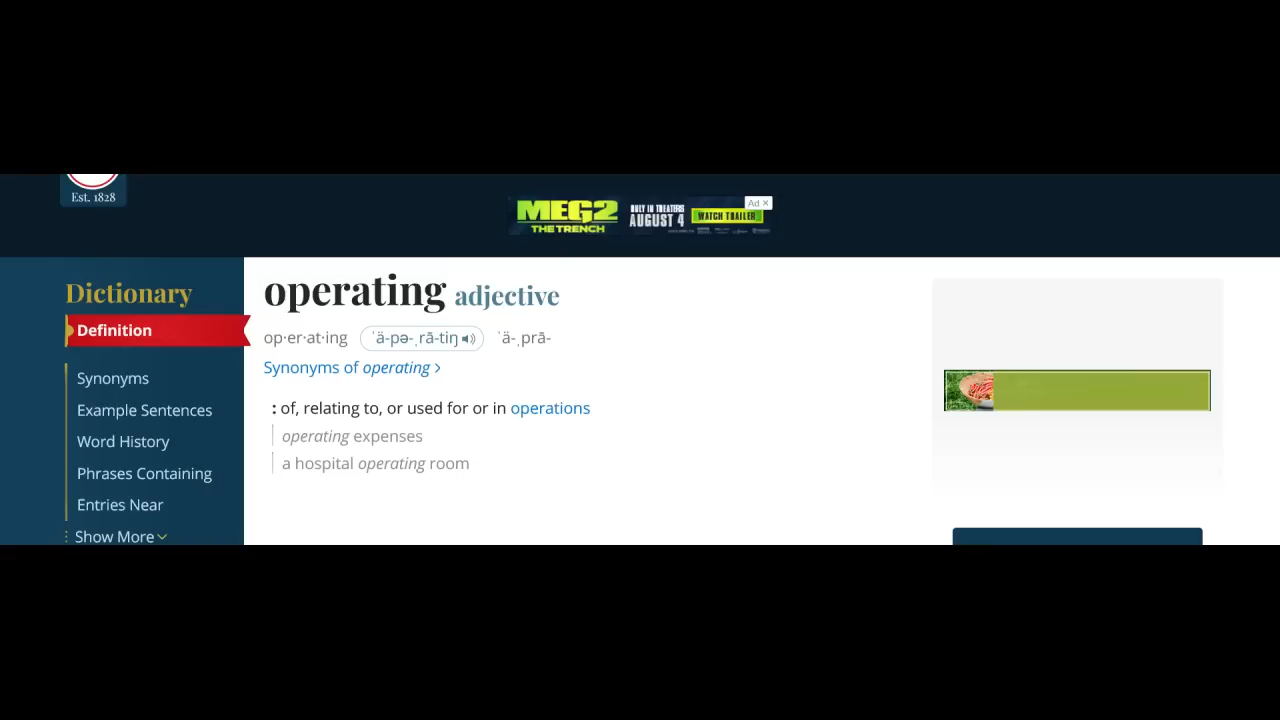 Est. 1828
MEG2
THE TRENCH
ONLY IN THEATERS
AUGUST 4
WATCH TRAILER
Ad ×
Dictionary
Definition
Synonyms
Example Sentences
Word History
Phrases Containing
Entries Near
Show More
operating adjective
op·er·at·ing ˈä-pə-ˌrā-tiŋ ˈä-ˌprā-
Synonyms of operating >
: of, relating to, or used for or in operations
operating expenses
a hospital operating room